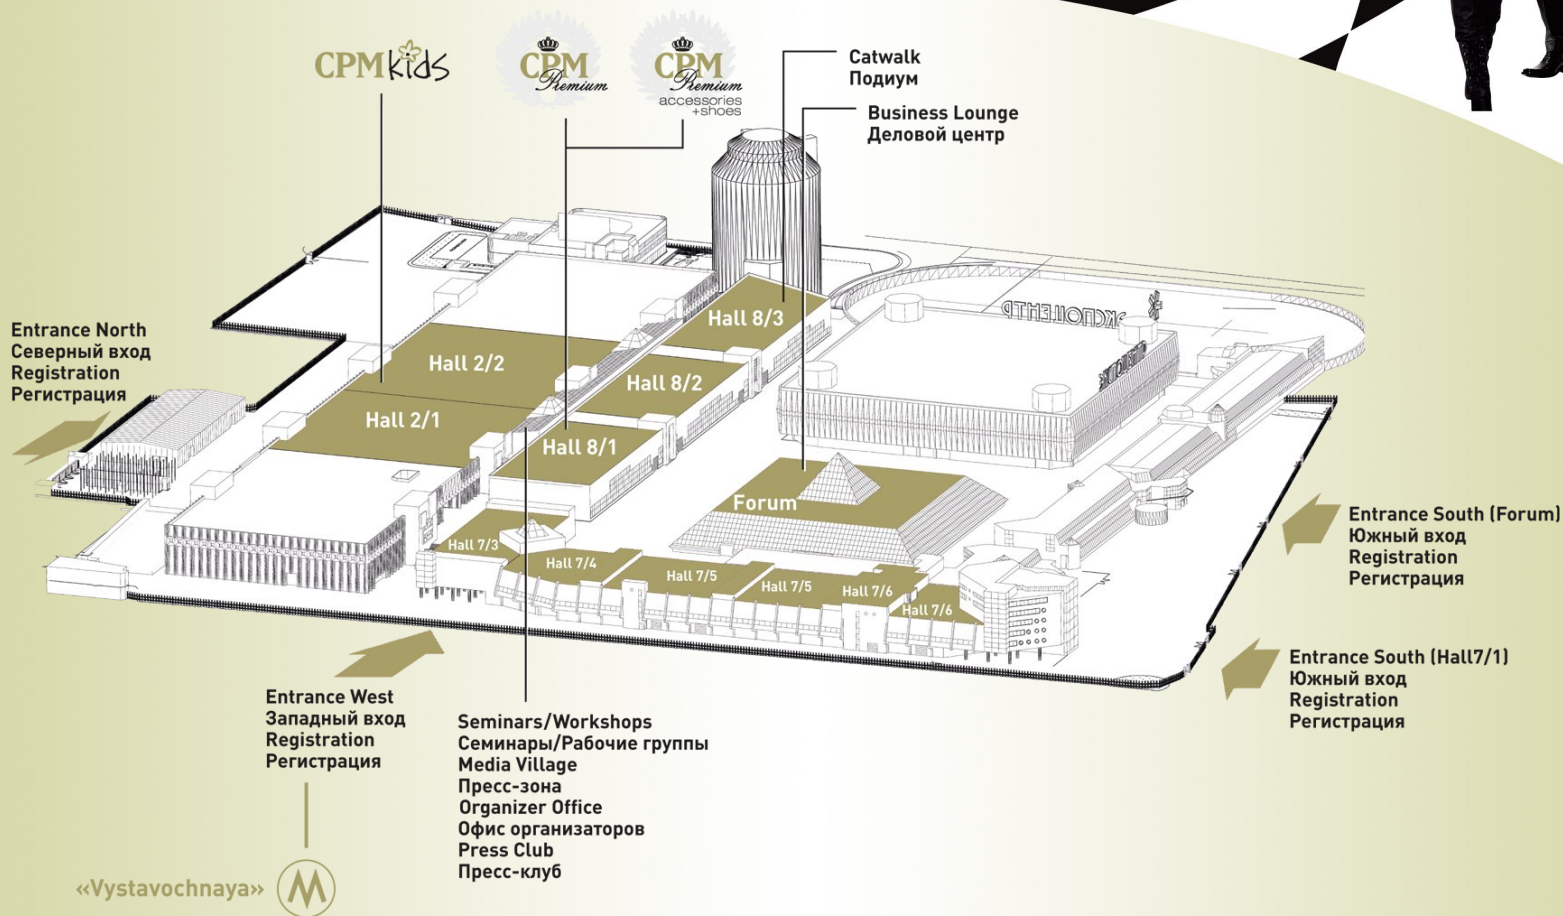 CPM kids
CPM
Premium
CPM
Premium
accessories
+shoes
Catwalk
Подиум
Business Lounge
Деловой центр
Entrance North
Северный вход
Registration
Регистрация
ЭКСПОЦЕНТР
Hall 8/3
Hall 2/2
Hall 8/2
Hall 2/1
Hall 8/1
Forum
Hall 7/3
Hall 7/4
Hall 7/5
Hall 7/5
Hall 7/6
Hall 7/6
Entrance South (Forum)
Южный вход
Registration
Регистрация
Entrance South (Hall7/1)
Южный вход
Registration
Регистрация
Entrance West
Западный вход
Registration
Регистрация
Seminars/Workshops
Семинары/Рабочие группы
Media Village
Пресс-зона
Organizer Office
Офис организаторов
Press Club
Пресс-клуб
«Vystavochnaya» M